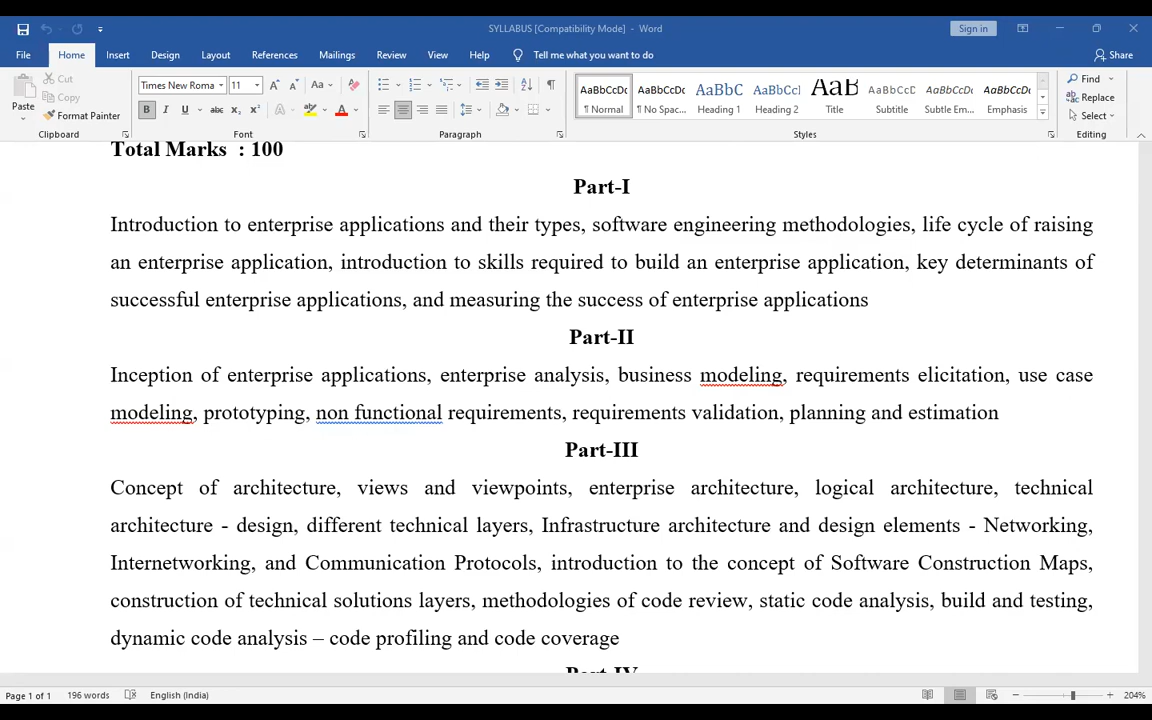 SYLLABUS [Compatibility Mode] - Word
Sign in
File Home Insert Design Layout References Mailings Review View Help Tell me what you want to do Share
Paste
Cut
Copy
Format Painter
Clipboard
Times New Roma 11
Font
Paragraph
AaBbCcDc AaBbCcDc AaBbC AaBbCcD AaB AaBbCcD AaBbCcDc AaBbCcDc
¶ Normal ¶ No Spac... Heading 1 Heading 2 Title Subtitle Subtle Em... Emphasis
Styles
Find
Replace
Select
Editing
Total Marks : 100
Part-I
Introduction to enterprise applications and their types, software engineering methodologies, life cycle of raising
an enterprise application, introduction to skills required to build an enterprise application, key determinants of
successful enterprise applications, and measuring the success of enterprise applications
Part-II
Inception of enterprise applications, enterprise analysis, business modeling, requirements elicitation, use case
modeling, prototyping, non functional requirements, requirements validation, planning and estimation
Part-III
Concept of architecture, views and viewpoints, enterprise architecture, logical architecture, technical
architecture - design, different technical layers, Infrastructure architecture and design elements - Networking,
Internetworking, and Communication Protocols, introduction to the concept of Software Construction Maps,
construction of technical solutions layers, methodologies of code review, static code analysis, build and testing,
dynamic code analysis – code profiling and code coverage
Part-IV
Page 1 of 1 196 words English (India) 204%